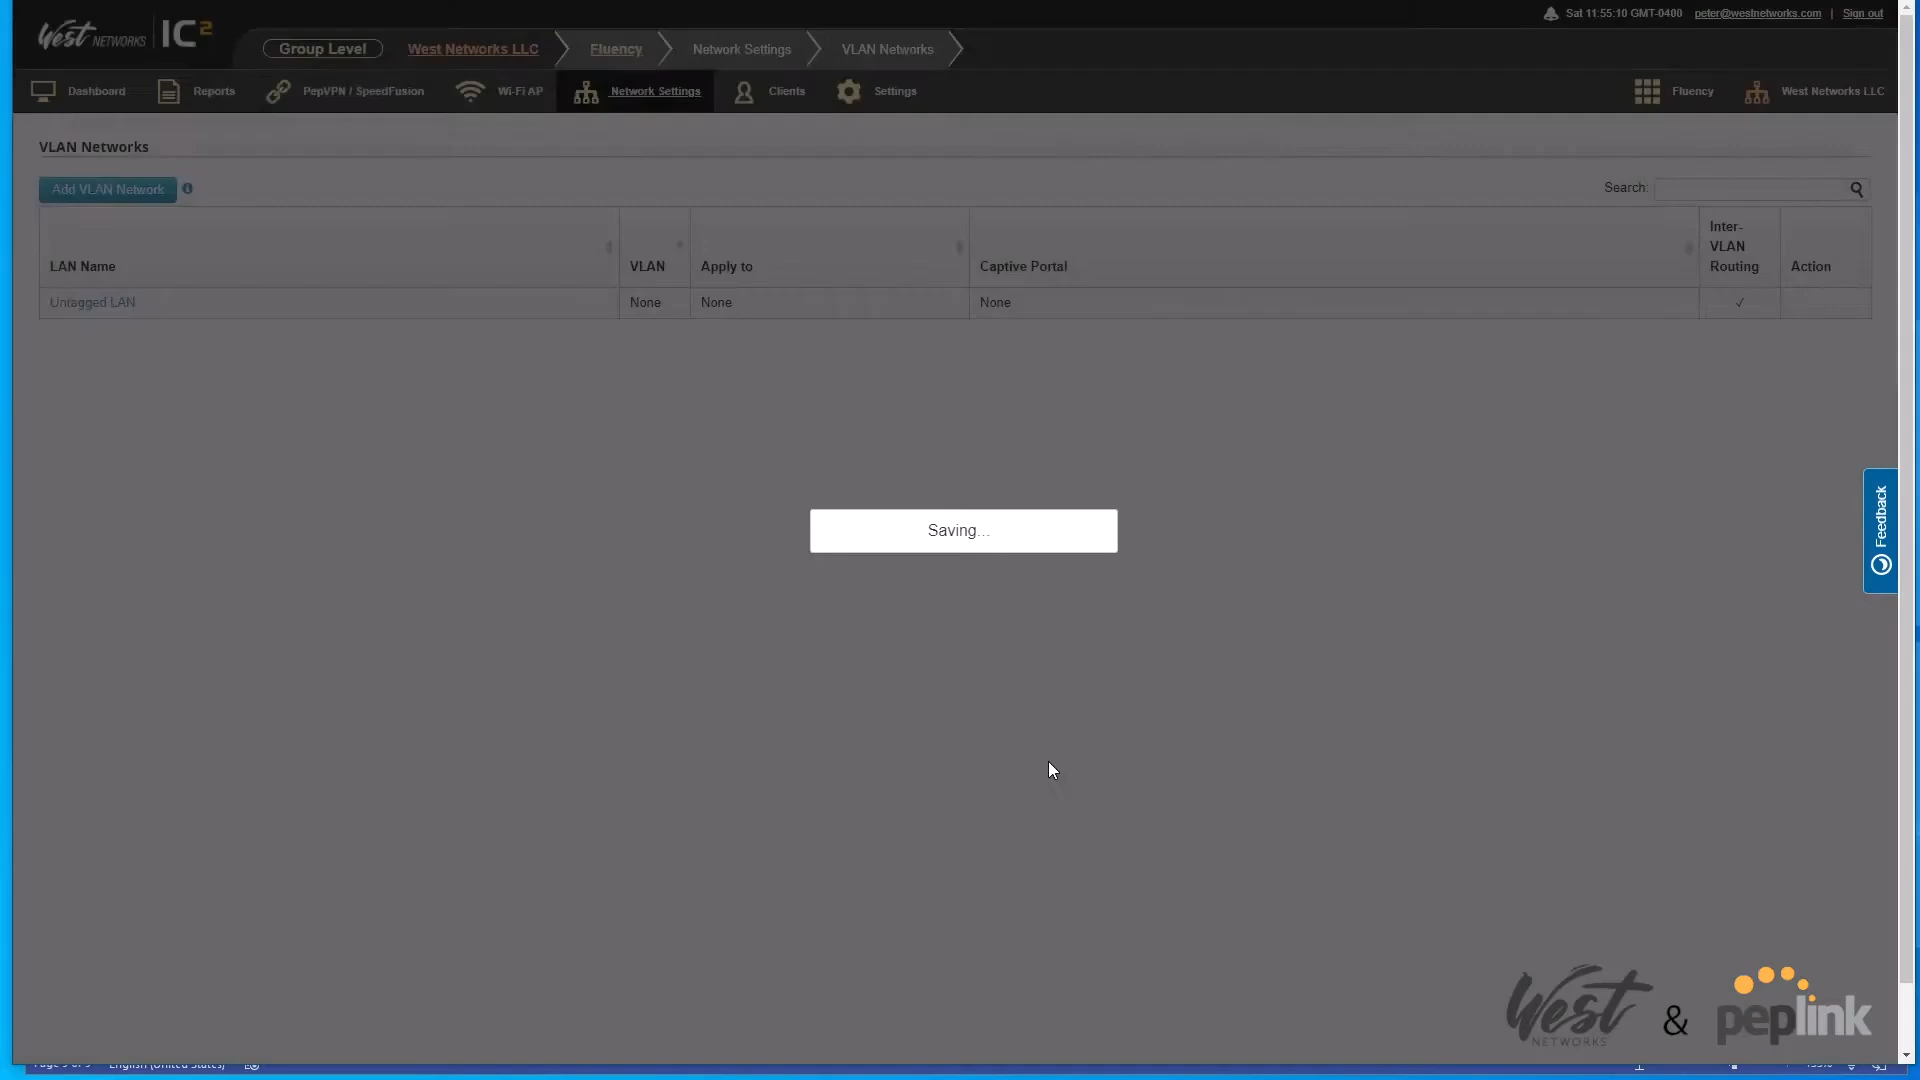 West NETWORKS IC2
Sat 11:55:10 GMT-0400 peter@westnetworks.com | Sign out
Group Level West Networks LLC Fluency Network Settings VLAN Networks
Dashboard Reports PepVPN / SpeedFusion Wi-Fi AP Network Settings Clients Settings Fluency West Networks LLC
VLAN Networks
Add VLAN Network Search:
LAN Name VLAN Apply to Captive Portal Inter-VLAN Routing Action
Untagged LAN None None None ✓
Saving...
Feedback
West NETWORKS & peplink
English (United States)